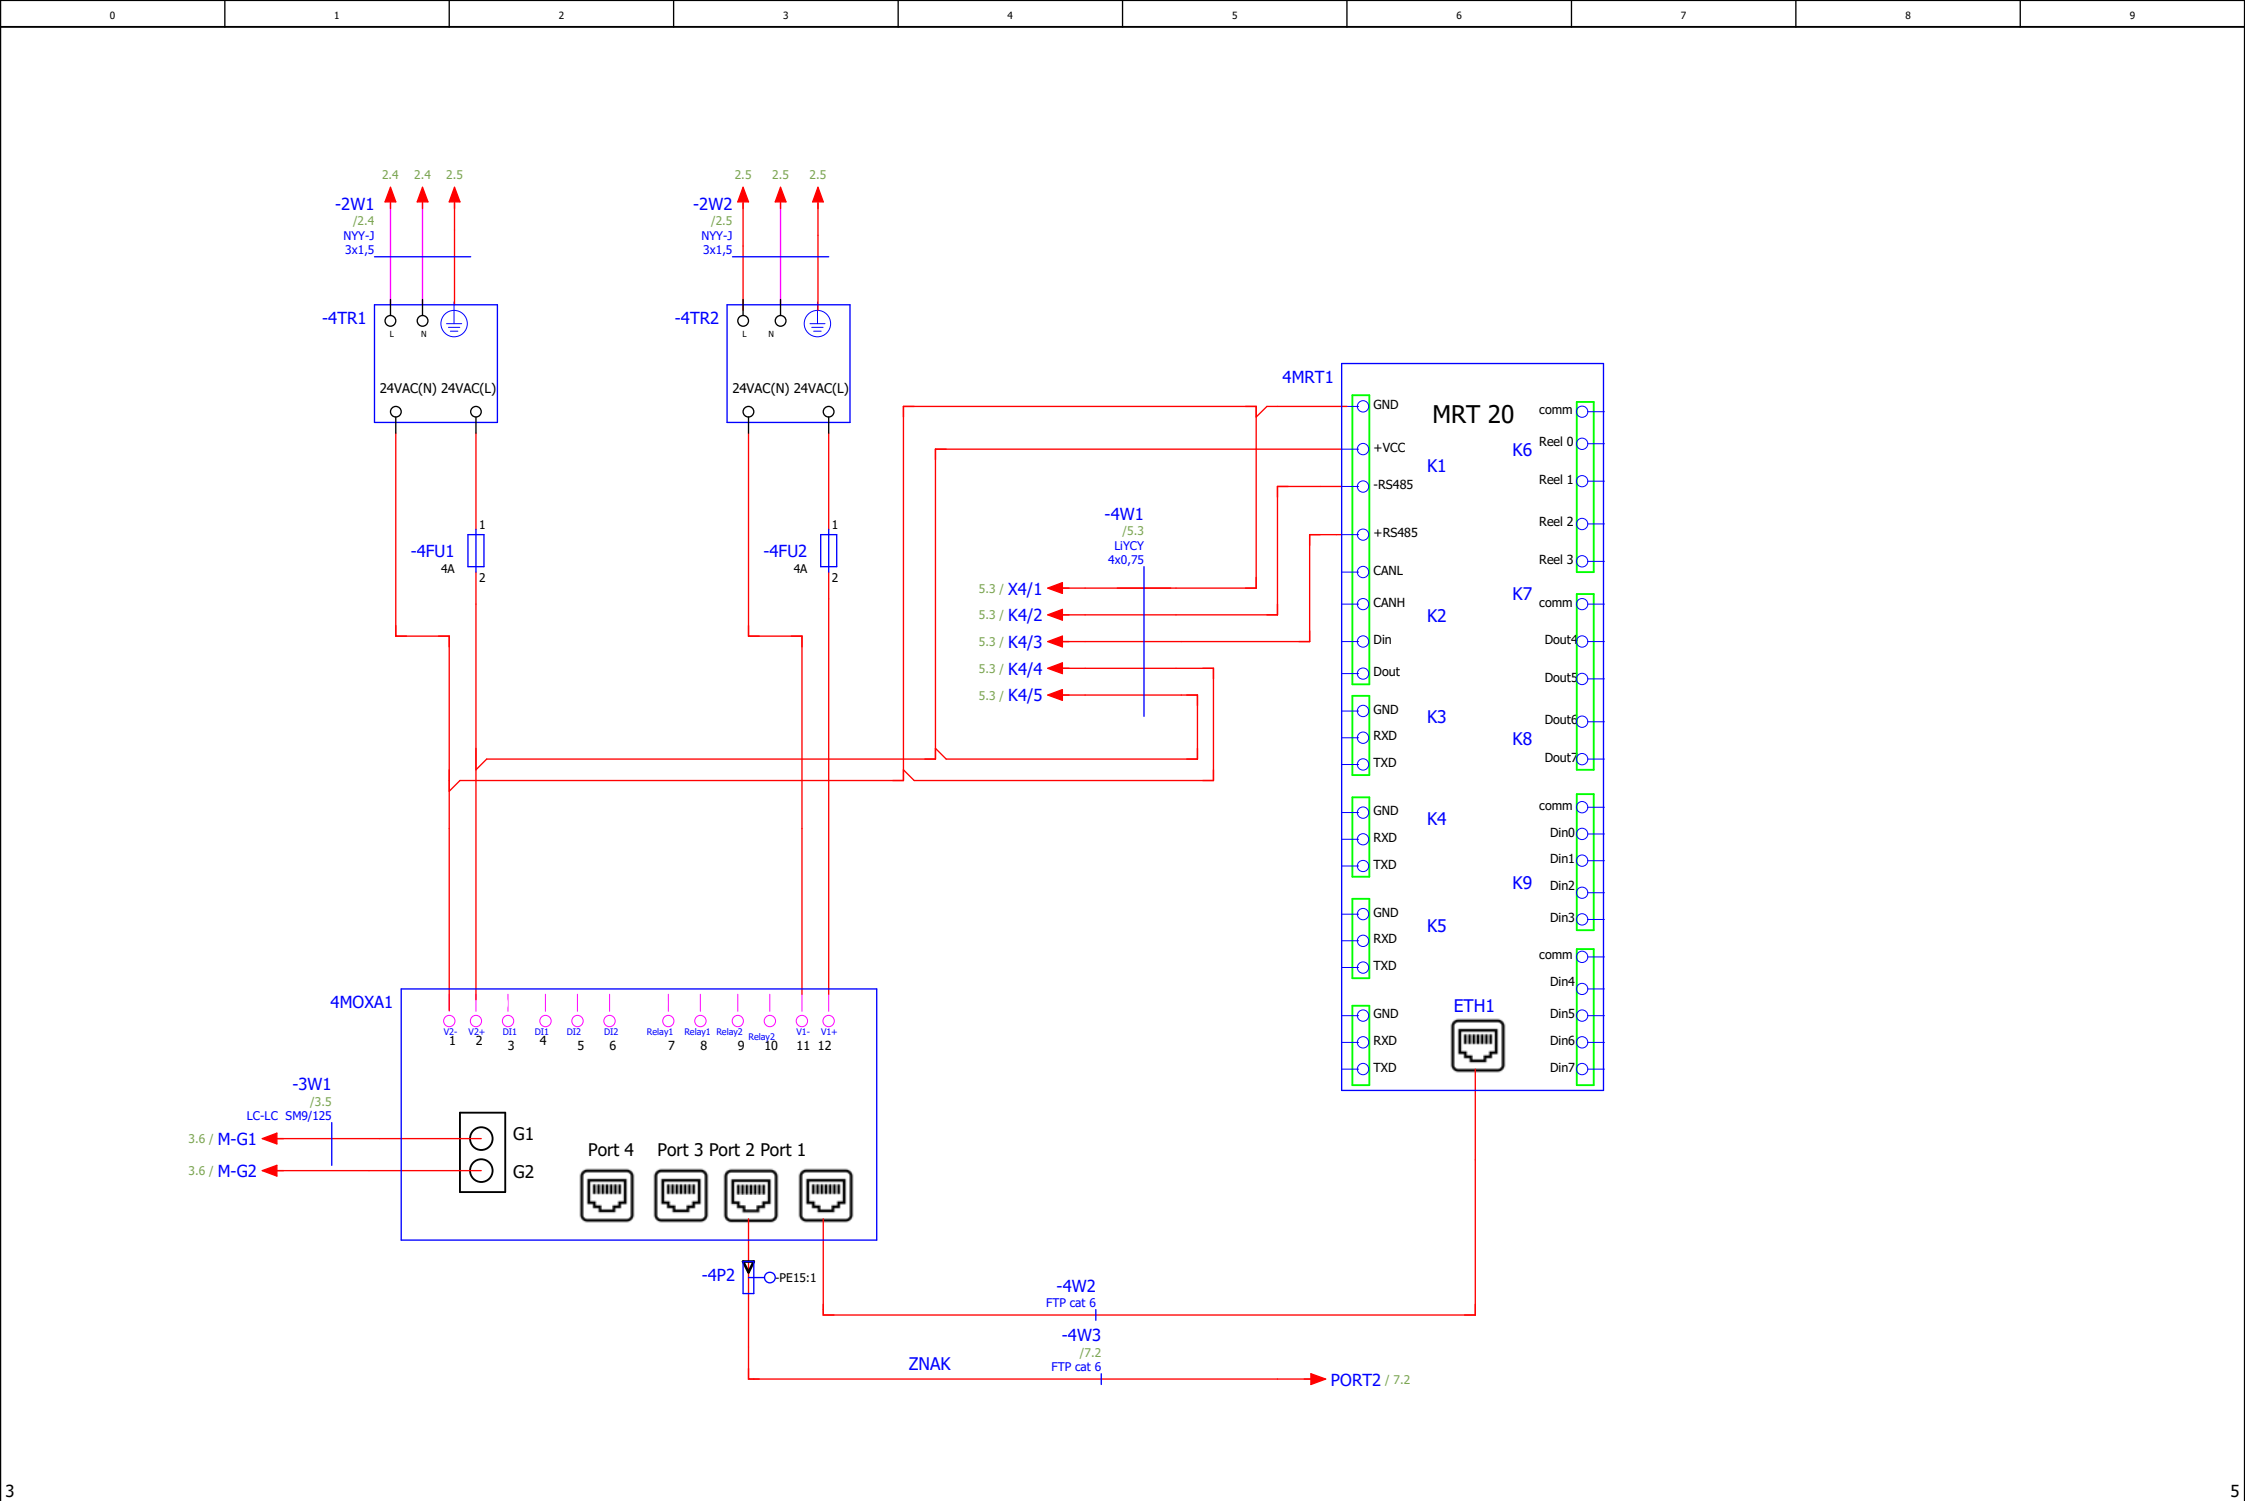 0 1 2 3 4 5 6 7 8 9
2.4 2.4 2.5
-2W1
/2.4
NYY-J
3x1,5
2.5 2.5 2.5
-2W2
/2.5
NYY-J
3x1,5
-4TR1
L N
24VAC(N) 24VAC(L)
-4TR2
L N
24VAC(N) 24VAC(L)
1
-4FU1
4A
2
1
-4FU2
4A
2
-4W1
/5.3
LiYCY
4x0,75
5.3 / X4/1
5.3 / K4/2
5.3 / K4/3
5.3 / K4/4
5.3 / K4/5
4MRT1
MRT 20
GND
+VCC
K1
-RS485
+RS485
CANL
CANH
K2
Din
Dout
GND
K3
RXD
TXD
GND
K4
RXD
TXD
GND
K5
RXD
TXD
GND
RXD
TXD
comm
K6
Reel 0
Reel 1
Reel 2
Reel 3
K7
comm
Dout4
Dout5
Dout6
K8
Dout7
comm
Din0
Din1
K9
Din2
Din3
comm
Din4
Din5
Din6
Din7
ETH1
4MOXA1
V2- V2+ DI1 DI1 DI2 DI2 Relay1 Relay1 Relay2 Relay2 V1- V1+
1 2 3 4 5 6 7 8 9 10 11 12
-3W1
/3.5
LC-LC SM9/125
3.6 / M-G1
3.6 / M-G2
G1
G2
Port 4 Port 3 Port 2 Port 1
-4P2
-PE15:1
-4W2
FTP cat 6
-4W3
/7.2
FTP cat 6
ZNAK
PORT2 / 7.2
3
5